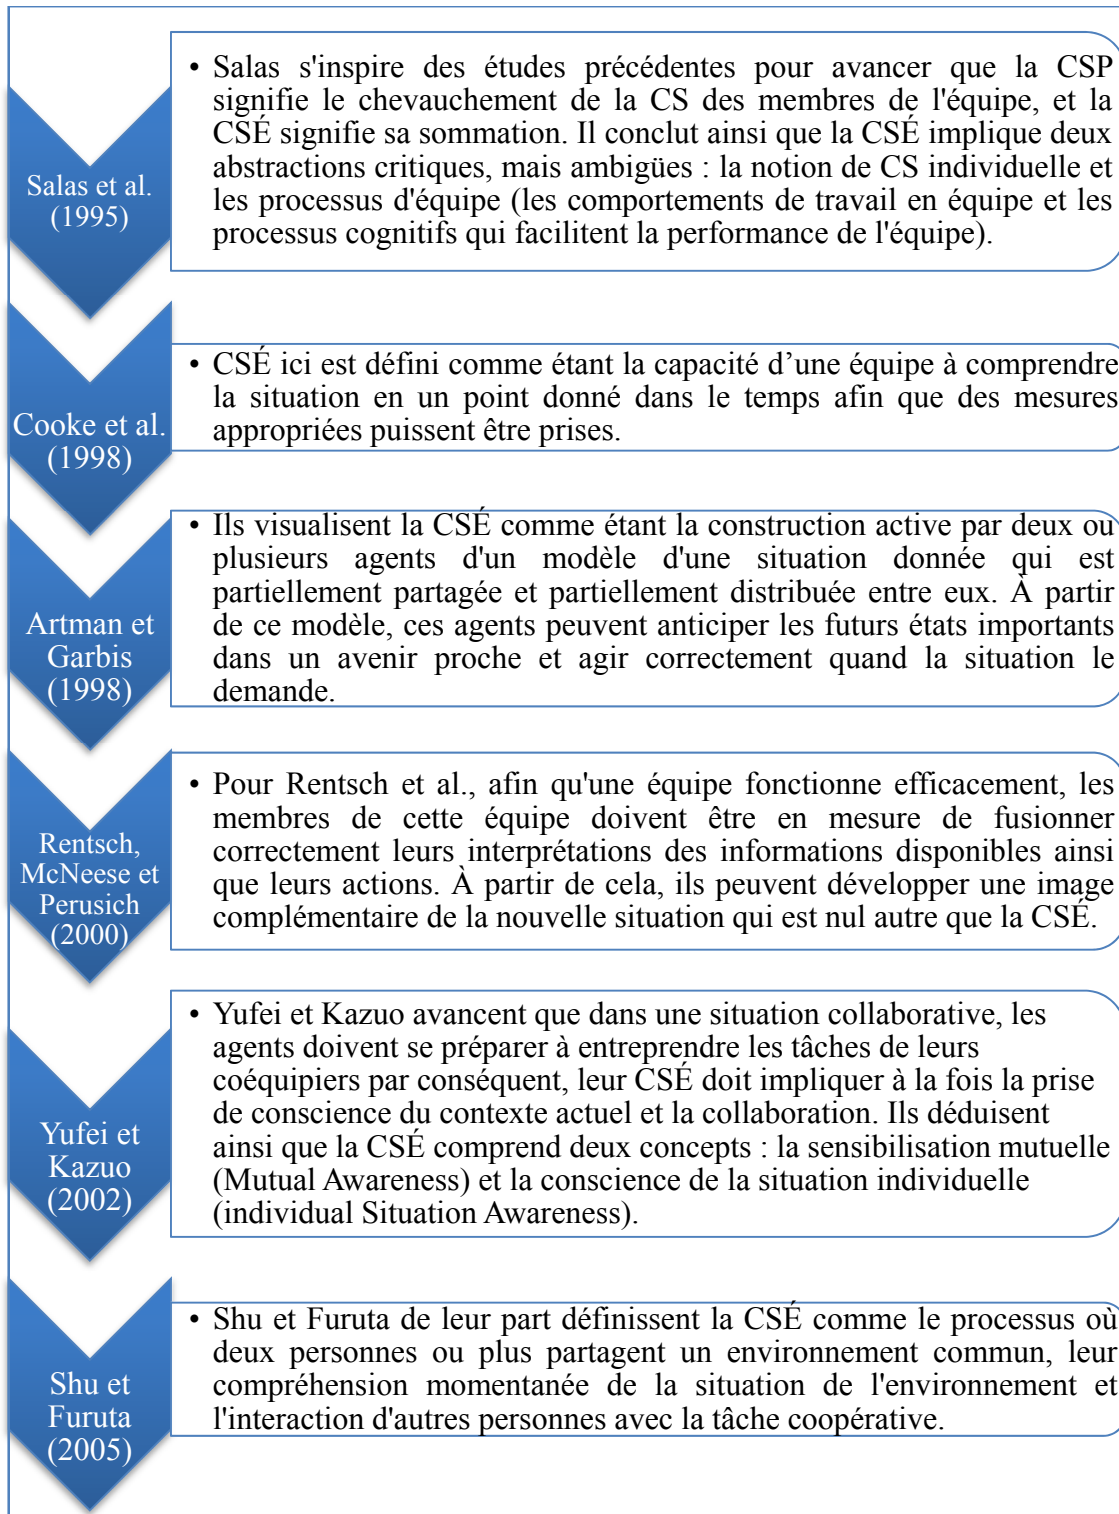 Salas et al.
(1995)
• Salas s'inspire des études précédentes pour avancer que la CSP
signifie le chevauchement de la CS des membres de l'équipe, et la
CSÉ signifie sa sommation. Il conclut ainsi que la CSÉ implique deux
abstractions critiques, mais ambigües : la notion de CS individuelle et
les processus d'équipe (les comportements de travail en équipe et les
processus cognitifs qui facilitent la performance de l'équipe).
Cooke et al.
(1998)
• CSÉ ici est défini comme étant la capacité d’une équipe à comprendre
la situation en un point donné dans le temps afin que des mesures
appropriées puissent être prises.
Artman et
Garbis
(1998)
• Ils visualisent la CSÉ comme étant la construction active par deux ou
plusieurs agents d'un modèle d'une situation donnée qui est
partiellement partagée et partiellement distribuée entre eux. À partir
de ce modèle, ces agents peuvent anticiper les futurs états importants
dans un avenir proche et agir correctement quand la situation le
demande.
Rentsch,
McNeese et
Perusich
(2000)
• Pour Rentsch et al., afin qu'une équipe fonctionne efficacement, les
membres de cette équipe doivent être en mesure de fusionner
correctement leurs interprétations des informations disponibles ainsi
que leurs actions. À partir de cela, ils peuvent développer une image
complémentaire de la nouvelle situation qui est nul autre que la CSÉ.
Yufei et
Kazuo
(2002)
• Yufei et Kazuo avancent que dans une situation collaborative, les
agents doivent se préparer à entreprendre les tâches de leurs
coéquipiers par conséquent, leur CSÉ doit impliquer à la fois la prise
de conscience du contexte actuel et la collaboration. Ils déduisent
ainsi que la CSÉ comprend deux concepts : la sensibilisation mutuelle
(Mutual Awareness) et la conscience de la situation individuelle
(individual Situation Awareness).
Shu et
Furuta
(2005)
• Shu et Furuta de leur part définissent la CSÉ comme le processus où
deux personnes ou plus partagent un environnement commun, leur
compréhension momentanée de la situation de l'environnement et
l'interaction d'autres personnes avec la tâche coopérative.